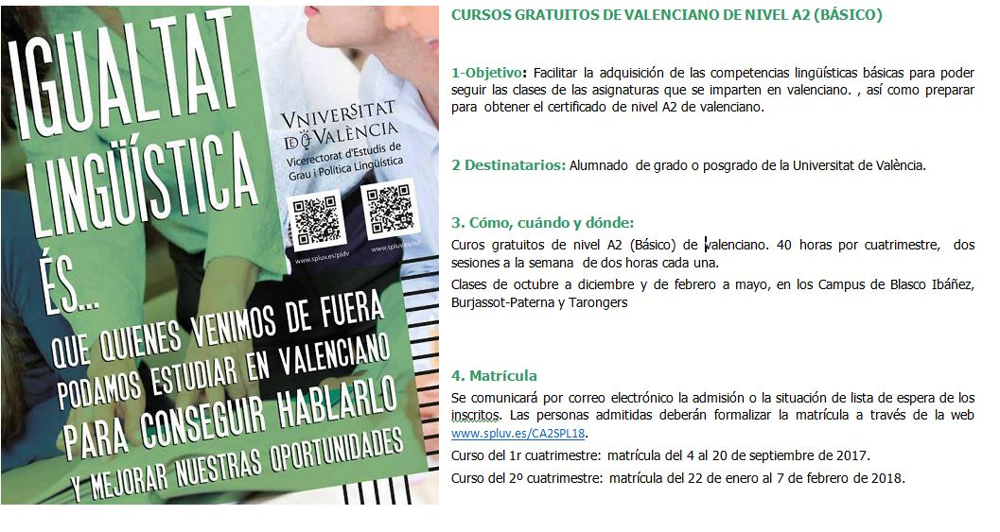 IGUALTAT
LINGÜÍSTICA
ÉS...
QUE QUIENES VENIMOS DE FUERA
PODAMOS ESTUDIAR EN VALENCIANO
PARA CONSEGUIR HABLARLO
Y MEJORAR NUESTRAS OPORTUNIDADES
VNIVERSITAT
DE VALÈNCIA
Vicerectorat d'Estudis de
Grau i Política Lingüística
www.spluv.es/pidv
www.spluv.es/iuf
CURSOS GRATUITOS DE VALENCIANO DE NIVEL A2 (BÁSICO)
1-Objetivo: Facilitar la adquisición de las competencias lingüísticas básicas para poder
seguir las clases de las asignaturas que se imparten en valenciano. , así como preparar
para obtener el certificado de nivel A2 de valenciano.
2 Destinatarios: Alumnado de grado o posgrado de la Universitat de València.
3. Cómo, cuándo y dónde:
Curos gratuitos de nivel A2 (Básico) de valenciano. 40 horas por cuatrimestre, dos
sesiones a la semana de dos horas cada una.
Clases de octubre a diciembre y de febrero a mayo, en los Campus de Blasco Ibáñez,
Burjassot-Paterna y Tarongers
4. Matrícula
Se comunicará por correo electrónico la admisión o la situación de lista de espera de los
inscritos. Las personas admitidas deberán formalizar la matrícula a través de la web
www.spluv.es/CA2SPL18.
Curso del 1r cuatrimestre: matrícula del 4 al 20 de septiembre de 2017.
Curso del 2º cuatrimestre: matrícula del 22 de enero al 7 de febrero de 2018.